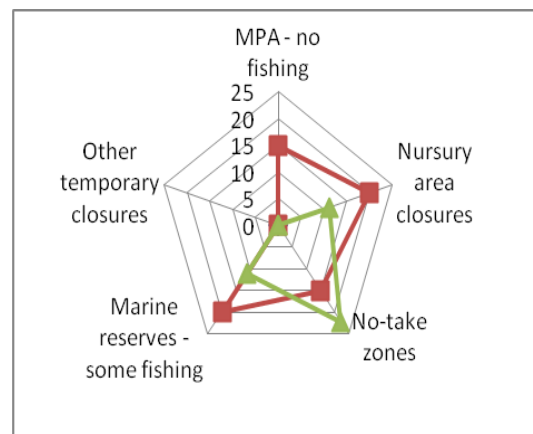 MPA - no
fishing
25
20
15
10
5
0
Nursury
area
closures
No-take
zones
Marine
reserves -
some fishing
Other
temporary
closures